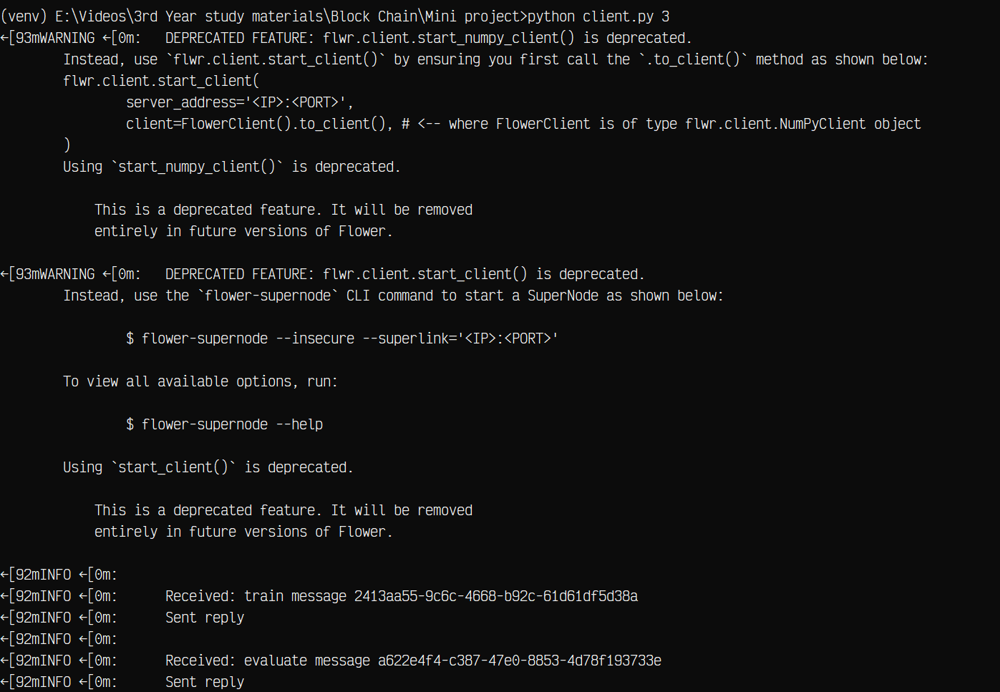 (venv) E:\Videos\3rd Year study materials\Block Chain\Mini project>python client.py 3
←[93mWARNING ←[0m:   DEPRECATED FEATURE: flwr.client.start_numpy_client() is deprecated.
        Instead, use `flwr.client.start_client()` by ensuring you first call the `.to_client()` method as shown below:
        flwr.client.start_client(
                server_address='<IP>:<PORT>',
                client=FlowerClient().to_client(), # <-- where FlowerClient is of type flwr.client.NumPyClient object
        )
        Using `start_numpy_client()` is deprecated.

            This is a deprecated feature. It will be removed
            entirely in future versions of Flower.

←[93mWARNING ←[0m:   DEPRECATED FEATURE: flwr.client.start_client() is deprecated.
        Instead, use the `flower-supernode` CLI command to start a SuperNode as shown below:

                $ flower-supernode --insecure --superlink='<IP>:<PORT>'

        To view all available options, run:

                $ flower-supernode --help

        Using `start_client()` is deprecated.

            This is a deprecated feature. It will be removed
            entirely in future versions of Flower.

←[92mINFO ←[0m:
←[92mINFO ←[0m:      Received: train message 2413aa55-9c6c-4668-b92c-61d61df5d38a
←[92mINFO ←[0m:      Sent reply
←[92mINFO ←[0m:
←[92mINFO ←[0m:      Received: evaluate message a622e4f4-c387-47e0-8853-4d78f193733e
←[92mINFO ←[0m:      Sent reply